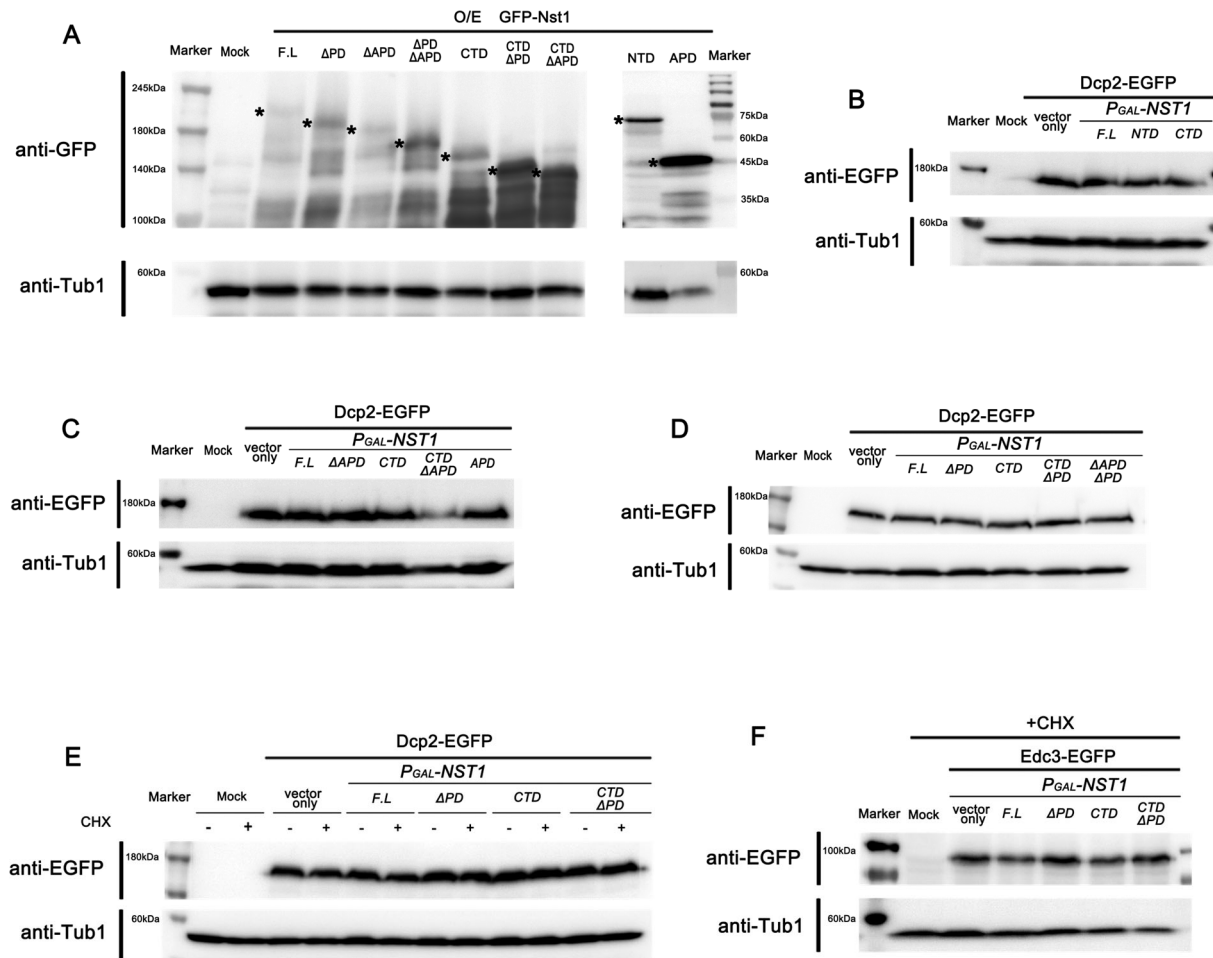 A
O/E GFP-Nst1
Marker Mock F.L ΔPD ΔAPD ΔPD ΔAPD CTD CTD ΔPD CTD ΔAPD NTD APD Marker
anti-GFP
245kDa
180kDa
140kDa
100kDa
75kDa
45kDa
35kDa
* * * * * * * * *
anti-Tub1
60kDa
60kDa
B
Dcp2-EGFP
PGAL-NST1
Marker Mock vector only F.L NTD CTD
anti-EGFP
180kDa
anti-Tub1
60kDa
C
Dcp2-EGFP
PGAL-NST1
Marker Mock vector only F.L ΔAPD CTD CTD ΔAPD APD
anti-EGFP
180kDa
anti-Tub1
60kDa
D
Dcp2-EGFP
PGAL-NST1
Marker Mock vector only F.L ΔPD CTD CTD ΔPD ΔAPD ΔPD
anti-EGFP
180kDa
anti-Tub1
60kDa
E
Dcp2-EGFP
PGAL-NST1
Marker Mock vector only F.L ΔPD CTD CTD ΔPD
CHX - + - + - + - + - + - +
anti-EGFP
180kDa
anti-Tub1
60kDa
F
+CHX
Edc3-EGFP
PGAL-NST1
Marker Mock vector only F.L ΔPD CTD CTD ΔPD
anti-EGFP
100kDa
anti-Tub1
60kDa